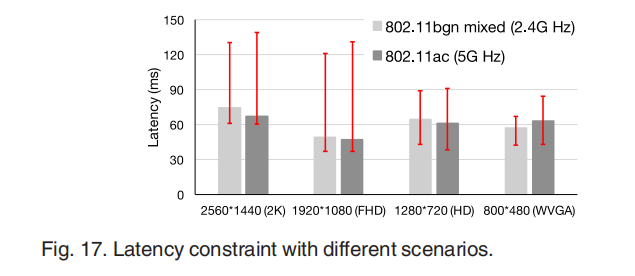 150
120
90
60
30
0
Latency (ms)
802.11bgn mixed (2.4G Hz)
802.11ac (5G Hz)
2560*1440 (2K) 1920*1080 (FHD) 1280*720 (HD) 800*480 (WVGA)
Fig. 17. Latency constraint with different scenarios.